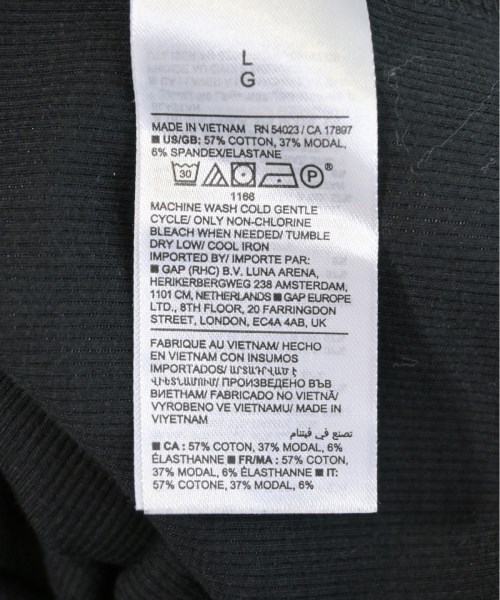 L
G
MADE IN VIETNAM RN 54023 / CA 17897
■ US/GB: 57% COTTON, 37% MODAL,
6% SPANDEX/ELASTANE
30 P®
1166
MACHINE WASH COLD GENTLE
CYCLE/ ONLY NON-CHLORINE
BLEACH WHEN NEEDED/ TUMBLE
DRY LOW/ COOL IRON
IMPORTED BY/ IMPORTE PAR:
■ GAP (RHC) B.V. LUNA ARENA,
HERIKERBERGWEG 238 AMSTERDAM,
1101 CM, NETHERLANDS ■ GAP EUROPE
LTD., 8TH FLOOR, 20 FARRINGDON
STREET, LONDON, EC4A 4AB, UK
FABRIQUE AU VIETNAM/ HECHO
EN VIETNAM CON INSUMOS
IMPORTADOS/ ԱՐՏԱԴՐՎԱԾ Է
ՎԻԵՏՆԱՄՈՒՄ/ ПРОИЗВЕДЕНО ВЪВ
ВИЕТНАМ/ FABRICADO NO VIETNÃ/
VYROBENO VE VIETNAMU/ MADE IN
VIYETNAM
تصنع في فيتنام
■ CA : 57% COTON, 37% MODAL, 6%
ÉLASTHANNE ■ FR/MA : 57% COTON,
37% MODAL, 6% ÉLASTHANNE ■ IT:
57% COTONE, 37% MODAL, 6%